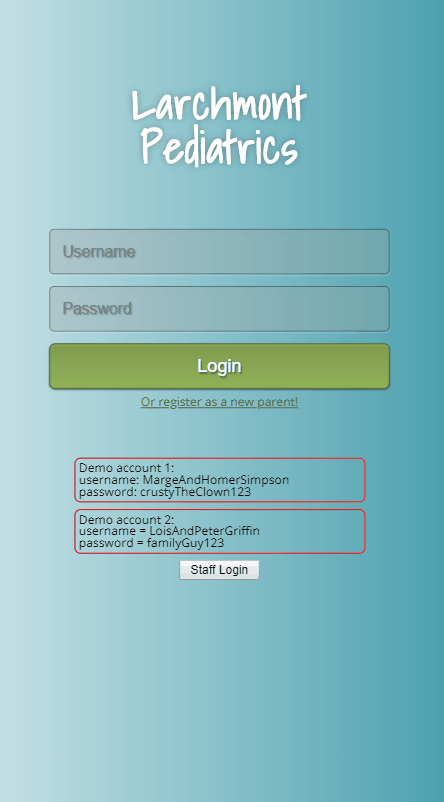 Larchmont
Pediatrics
Username
Password
Login
Or register as a new parent!
Demo account 1:
username: MargeAndHomerSimpson
password: crustyTheClown123
Demo account 2:
username = LoisAndPeterGriffin
password = familyGuy123
Staff Login